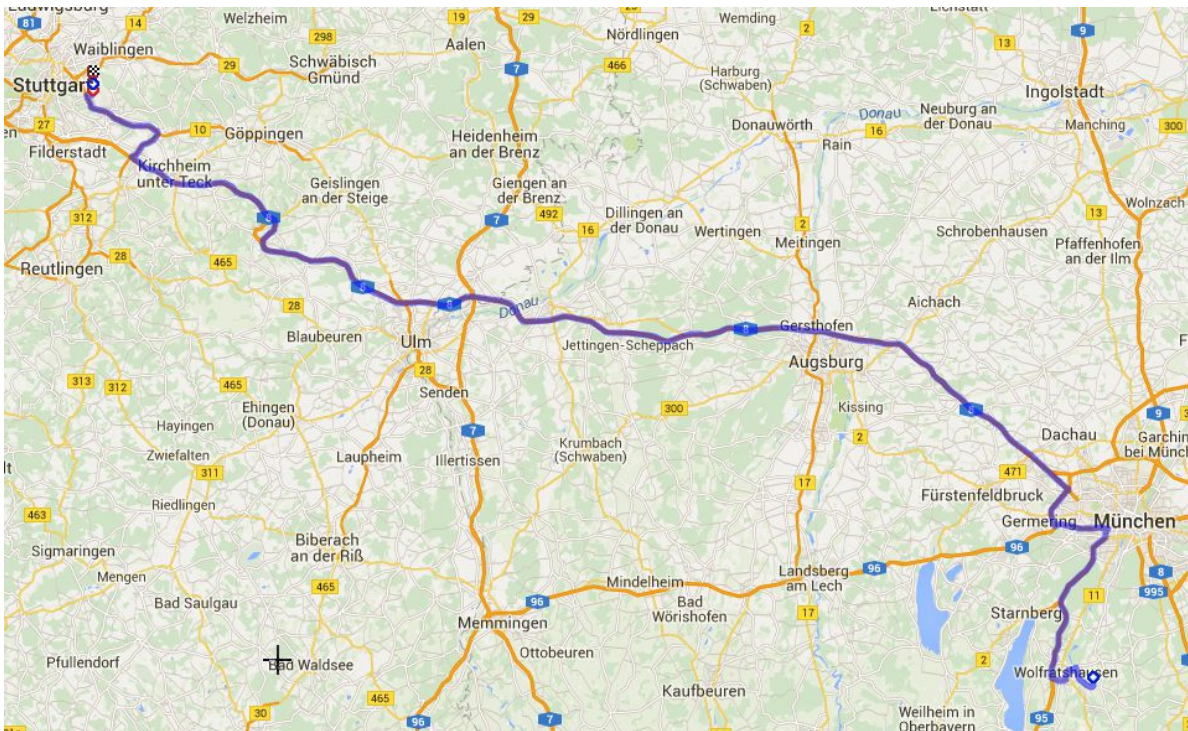 Ludwigsburg
81
14
Welzheim
19
29
Nördlingen
Wemding
2
Eichstätt
13
9
Waiblingen
298
Aalen
7
466
Harburg
(Schwaben)
29
Schwäbisch
Gmünd
Stuttgar
Ingolstadt
27
10
Göppingen
Heidenheim
an der Brenz
Donauwörth
Donau
16
Neuburg an
der Donau
Manching
300
Rain
Filderstadt
Kirchheim
unter Teck
Geislingen
an der Steige
Giengen an
der Brenz
492
7
Dillingen an
der Donau
Wertingen
2
Meitingen
13
Wolnzach
312
8
16
Schrobenhausen
Pfaffenhofen
an der Ilm
Reutlingen
28
465
8
28
8
Donau
Aichach
Blaubeuren
Ulm
Jettingen-Scheppach
8
Gersthofen
Augsburg
28
313
312
465
Senden
300
Kissing
8
9
Ehingen
(Donau)
Hayingen
7
2
Dachau
Garchin
bei Münch
Zwiefalten
311
Laupheim
Illertissen
Krumbach
(Schwaben)
471
17
Fürstenfeldbruck
Riedlingen
463
Germering
München
Sigmaringen
Biberach
an der Riß
96
Mengen
465
Mindelheim
Landsberg
am Lech
96
8
995
Bad Saulgau
96
Bad
Wörishofen
17
11
Starnberg
Memmingen
Ottobeuren
Pfullendorf
Bad Waldsee
2
Wolfratshausen
465
Kaufbeuren
30
96
7
Weilheim in
Oberbayern
95